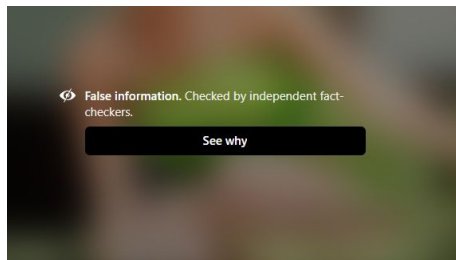 False information. Checked by independent fact-
checkers.
See why